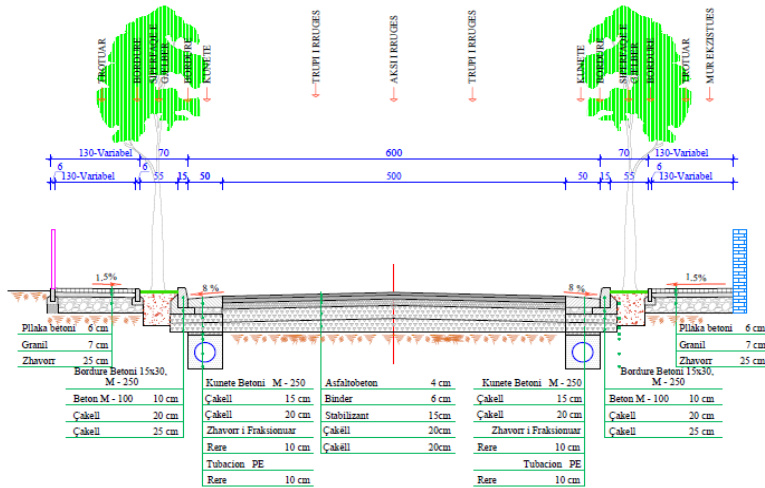 TROTUAR
BORDURE
SIPERFAQE E GJELBER
BORDURE
KUNETE
TRUPI I RRUGES
AKSI I RRUGES
TRUPI I RRUGES
KUNETE
BORDURE
SIPERFAQE E GJELBER
BORDURE
TROTUAR
MUR EKZISTUES
130-Variabel 70 600 70 130-Variabel
6 6 6
130-Variabel 55 15 50 500 50 15 55 130-Variabel
1,5% 8 % 8 % 1,5%
Pllaka betoni 6 cm
Granil 7 cm
Zhavorr 25 cm
Bordure Betoni 15x30,
M - 250
Beton M - 100 10 cm
Çakell 20 cm
Çakell 25 cm
Kunete Betoni M - 250
Çakell 15 cm
Çakell 20 cm
Zhavorr i Fraksionuar
Rere 10 cm
Tubacion PE
Rere 10 cm
Asfaltobeton 4 cm
Binder 6 cm
Stabilizant 15cm
Çakëll 20cm
Çakëll 20cm
Kunete Betoni M - 250
Çakell 15 cm
Çakell 20 cm
Zhavorr i Fraksionuar
Rere 10 cm
Tubacion PE
Rere 10 cm
Bordure Betoni 15x30,
M - 250
Beton M - 100 10 cm
Çakell 20 cm
Çakell 25 cm
Pllaka betoni 6 cm
Granil 7 cm
Zhavorr 25 cm